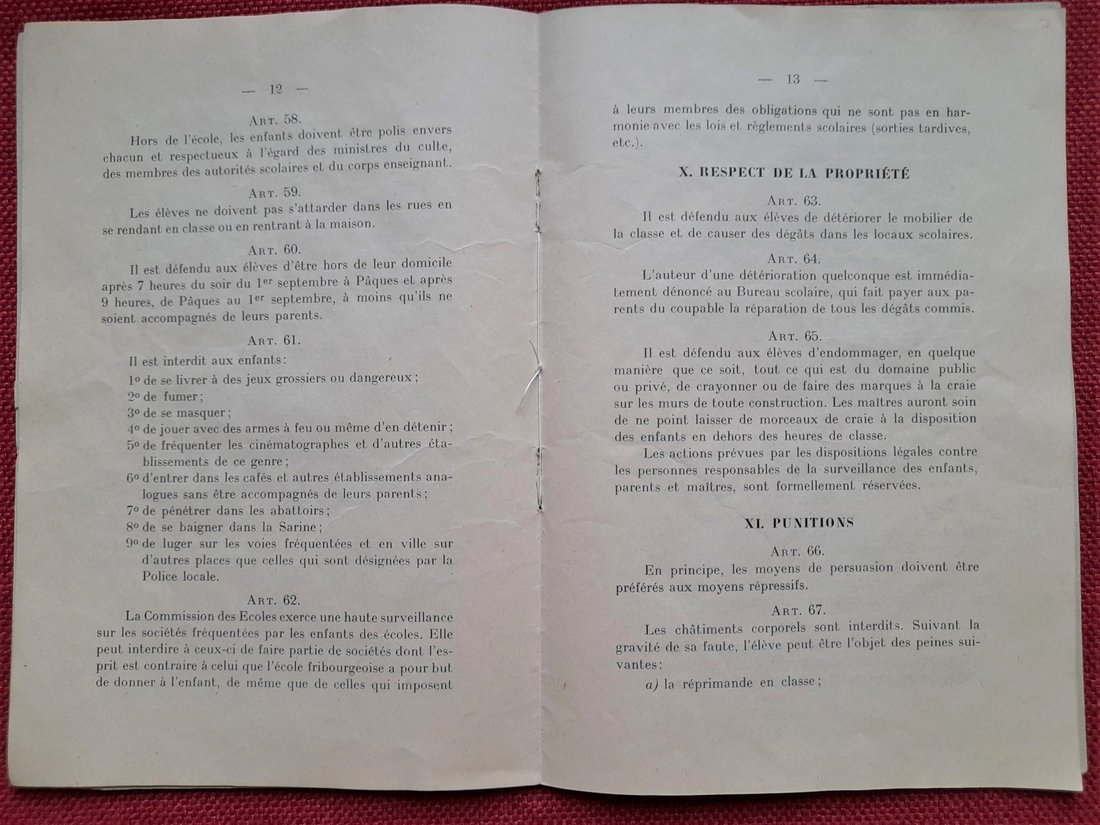 — 12 —
ART. 58.
Hors de l'école, les enfants doivent être polis envers
chacun et respectueux à l'égard des ministres du culte,
des membres des autorités scolaires et du corps enseignant.
ART. 59.
Les élèves ne doivent pas s'attarder dans les rues en
se rendant en classe ou en rentrant à la maison.
ART. 60.
Il est défendu aux élèves d'être hors de leur domicile
après 7 heures du soir du 1er septembre à Pâques et après
9 heures, de Pâques au 1er septembre, à moins qu'ils ne
soient accompagnés de leurs parents.
ART. 61.
Il est interdit aux enfants:
1º de se livrer à des jeux grossiers ou dangereux;
2º de fumer;
3º de se masquer;
4º de jouer avec des armes à feu ou même d'en détenir;
5º de fréquenter les cinématographes et d'autres éta-
blissements de ce genre;
6º d'entrer dans les cafés et autres établissements ana-
logues sans être accompagnés de leurs parents;
7º de pénétrer dans les abattoirs;
8º de se baigner dans la Sarine;
9º de luger sur les voies fréquentées et en ville sur
d'autres places que celles qui sont désignées par la
Police locale.
ART. 62.
La Commission des Ecoles exerce une haute surveillance
sur les sociétés fréquentées par les enfants des écoles. Elle
peut interdire à ceux-ci de faire partie de sociétés dont l'es-
prit est contraire à celui que l'école fribourgeoise a pour but
de donner à l'enfant, de même que de celles qui imposent
— 13 —
à leurs membres des obligations qui ne sont pas en har-
monie avec les lois et règlements scolaires (sorties tardives,
etc.).
X. RESPECT DE LA PROPRIÉTÉ
ART. 63.
Il est défendu aux élèves de détériorer le mobilier de
la classe et de causer des dégâts dans les locaux scolaires.
ART. 64.
L'auteur d'une détérioration quelconque est immédia-
tement dénoncé au Bureau scolaire, qui fait payer aux pa-
rents du coupable la réparation de tous les dégâts commis.
ART. 65.
Il est défendu aux élèves d'endommager, en quelque
manière que ce soit, tout ce qui est du domaine public
ou privé, de crayonner ou de faire des marques à la craie
sur les murs de toute construction. Les maîtres auront soin
de ne point laisser de morceaux de craie à la disposition
des enfants en dehors des heures de classe.
Les actions prévues par les dispositions légales contre
les personnes responsables de la surveillance des enfants,
parents et maîtres, sont formellement réservées.
XI. PUNITIONS
ART. 66.
En principe, les moyens de persuasion doivent être
préférés aux moyens répressifs.
ART. 67.
Les châtiments corporels sont interdits. Suivant la
gravité de sa faute, l'élève peut être l'objet des peines sui-
vantes:
a) la réprimande en classe;